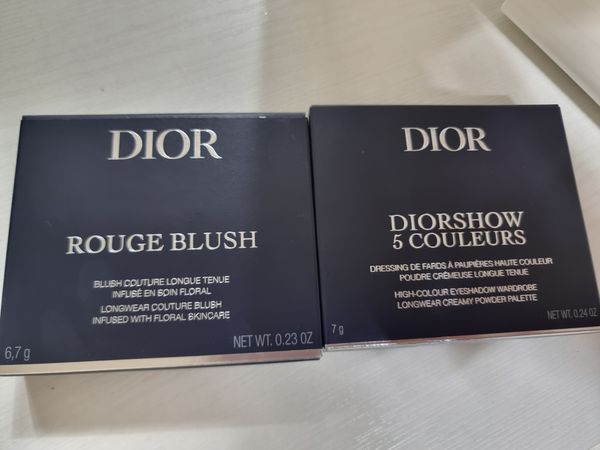 DIOR
ROUGE BLUSH
BLUSH COUTURE LONGUE TENUE
INFUSÉ EN SOIN FLORAL
LONGWEAR COUTURE BLUSH
INFUSED WITH FLORAL SKINCARE
6,7 g
NET WT. 0.23 OZ
DIOR
DIORSHOW
5 COULEURS
DRESSING DE FARDS À PAUPIÈRES HAUTE COULEUR
POUDRE CRÉMEUSE LONGUE TENUE
HIGH-COLOUR EYESHADOW WARDROBE
LONGWEAR CREAMY POWDER PALETTE
7 g
NET WT. 0.24 OZ